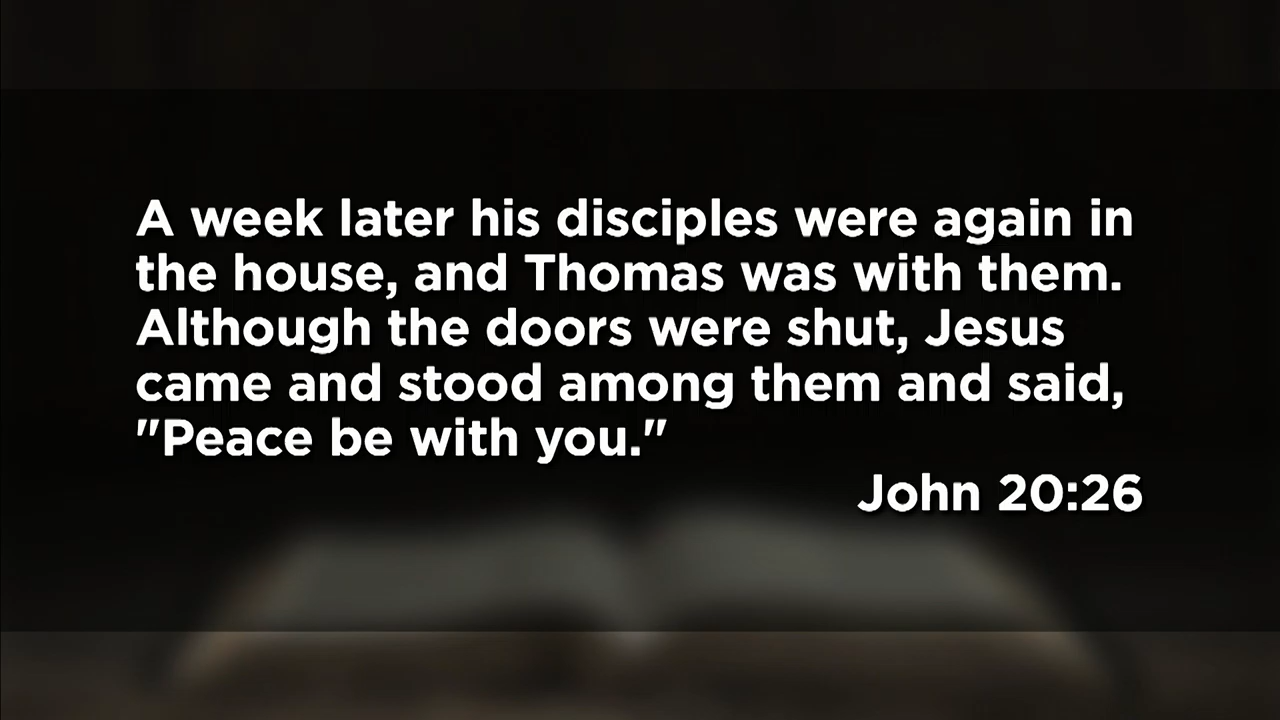 A week later his disciples were again in
the house, and Thomas was with them.
Although the doors were shut, Jesus
came and stood among them and said,
"Peace be with you."
John 20:26